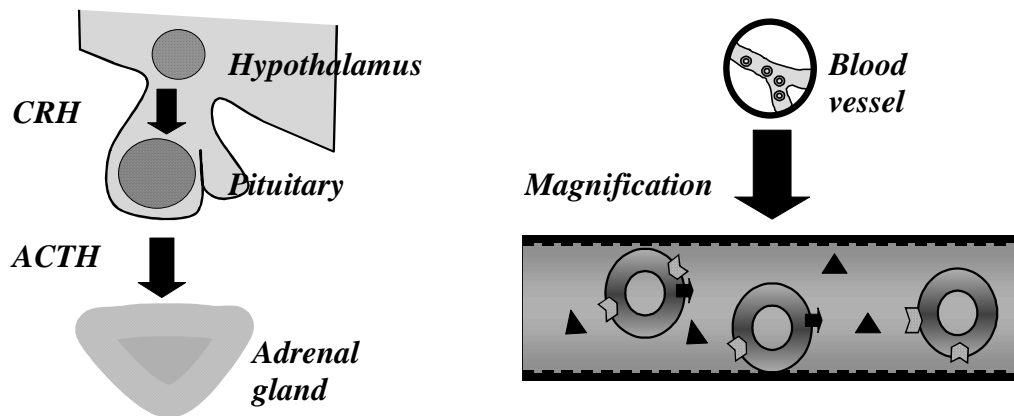 Hypothalamus
CRH
Pituitary
ACTH
Adrenal
gland
Blood
vessel
Magnification